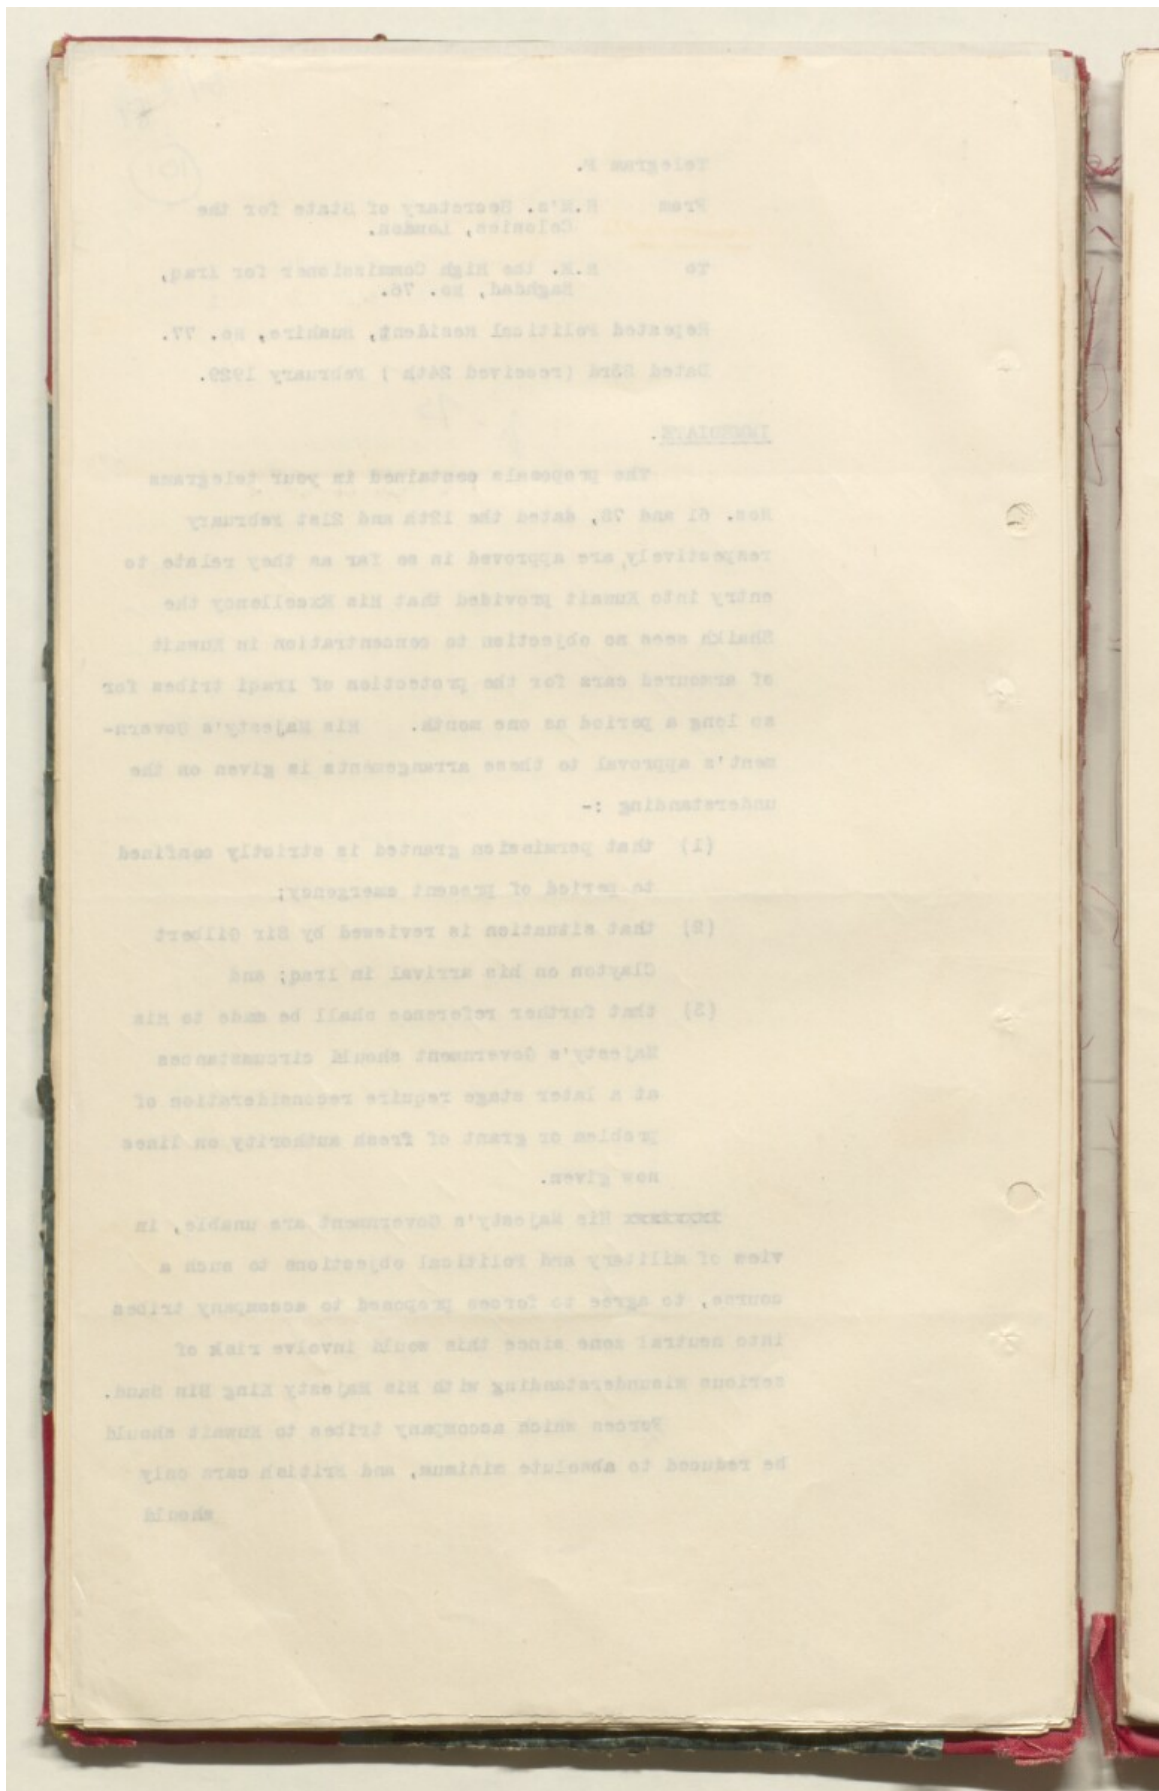 Telegram P.
From H.M's. Secretary of State for the
Colonies, London.
To H.E. the High Commissioner for Iraq,
Baghdad, No. 76.
Repeated Political Resident, Bushire, No. 77.
Dated 23rd (received 24th ) February 1929.
IMMEDIATE.
The proposals contained in your telegrams
Nos. 61 and 78, dated the 12th and 21st February
respectively, are approved in so far as they relate to
entry into Kuwait provided that His Excellency the
Shaikh sees no objection to concentration in Kuwait
of armoured cars for the protection of Iraqi tribes for
so long a period as one month. His Majesty's Govern-
ment's approval to these arrangements is given on the
understanding :-
(1) that permission granted is strictly confined
to period of present emergency;
(2) that situation is reviewed by Sir Gilbert
Clayton on his arrival in Iraq; and
(3) that further reference shall be made to His
Majesty's Government should circumstances
at a later stage require reconsideration of
problem or grant of fresh authority on lines
now given.
His Majesty's Government are unable, in
view of military and Political objections to such a
course, to agree to forces proposed to accompany tribes
into neutral zone since this would involve risk of
serious misunderstanding with His Majesty King Bin Saud.
Forces which accompany tribes to Kuwait should
be reduced to absolute minimum, and British cars only
should